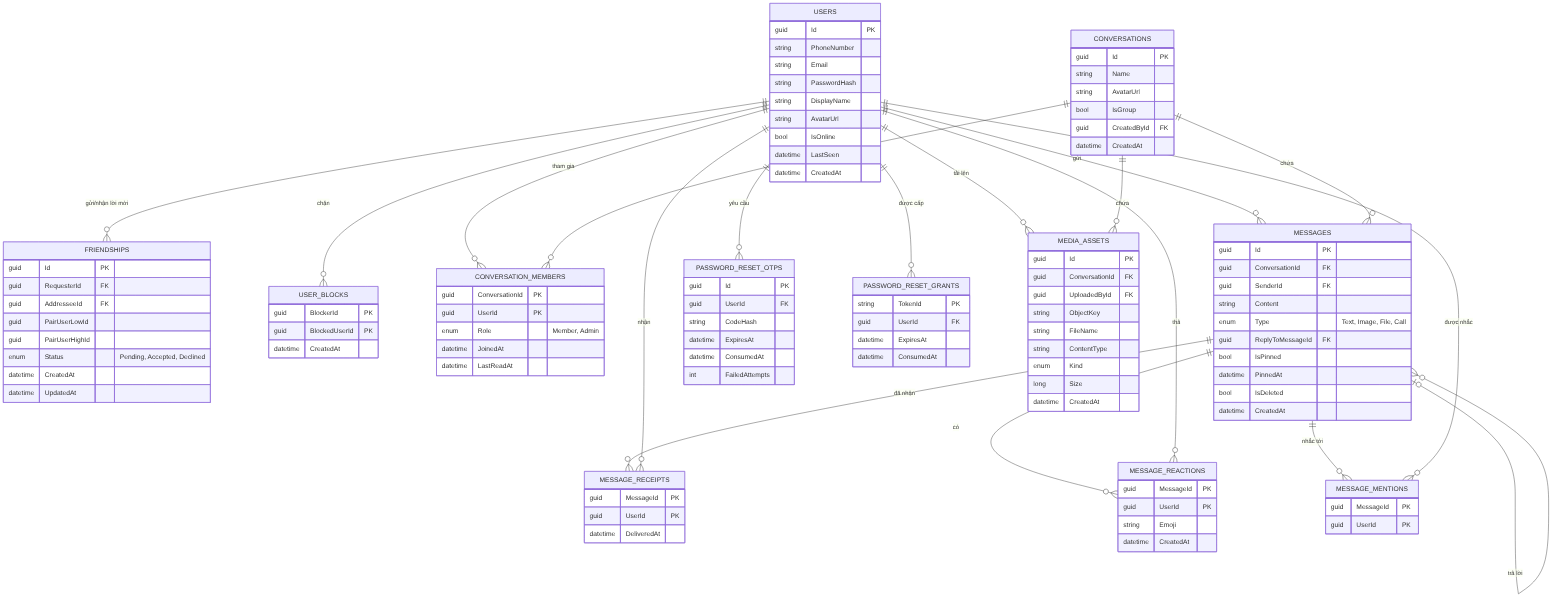 USERS
guid Id PK
string PhoneNumber
string Email
string PasswordHash
string DisplayName
string AvatarUrl
bool IsOnline
datetime LastSeen
datetime CreatedAt
CONVERSATIONS
guid Id PK
string Name
string AvatarUrl
bool IsGroup
guid CreatedById FK
datetime CreatedAt
gửi/nhận lời mời
chặn
tham gia
yêu cầu
được cấp
tải lên
gửi
chứa
chứa
nhận
thả
được nhắc
FRIENDSHIPS
guid Id PK
guid RequesterId FK
guid AddresseeId FK
guid PairUserLowId
guid PairUserHighId
enum Status Pending, Accepted, Declined
datetime CreatedAt
datetime UpdatedAt
USER_BLOCKS
guid BlockerId PK
guid BlockedUserId PK
datetime CreatedAt
CONVERSATION_MEMBERS
guid ConversationId PK
guid UserId PK
enum Role Member, Admin
datetime JoinedAt
datetime LastReadAt
PASSWORD_RESET_OTPS
guid Id PK
guid UserId FK
string CodeHash
datetime ExpiresAt
datetime ConsumedAt
int FailedAttempts
PASSWORD_RESET_GRANTS
string TokenId PK
guid UserId FK
datetime ExpiresAt
datetime ConsumedAt
MEDIA_ASSETS
guid Id PK
guid ConversationId FK
guid UploadedById FK
string ObjectKey
string FileName
string ContentType
enum Kind
long Size
datetime CreatedAt
MESSAGES
guid Id PK
guid ConversationId FK
guid SenderId FK
string Content
enum Type Text, Image, File, Call
guid ReplyToMessageId FK
bool IsPinned
datetime PinnedAt
bool IsDeleted
datetime CreatedAt
đã nhận
có
nhắc tới
trả lời
MESSAGE_RECEIPTS
guid MessageId PK
guid UserId PK
datetime DeliveredAt
MESSAGE_REACTIONS
guid MessageId PK
guid UserId PK
string Emoji
datetime CreatedAt
MESSAGE_MENTIONS
guid MessageId PK
guid UserId PK